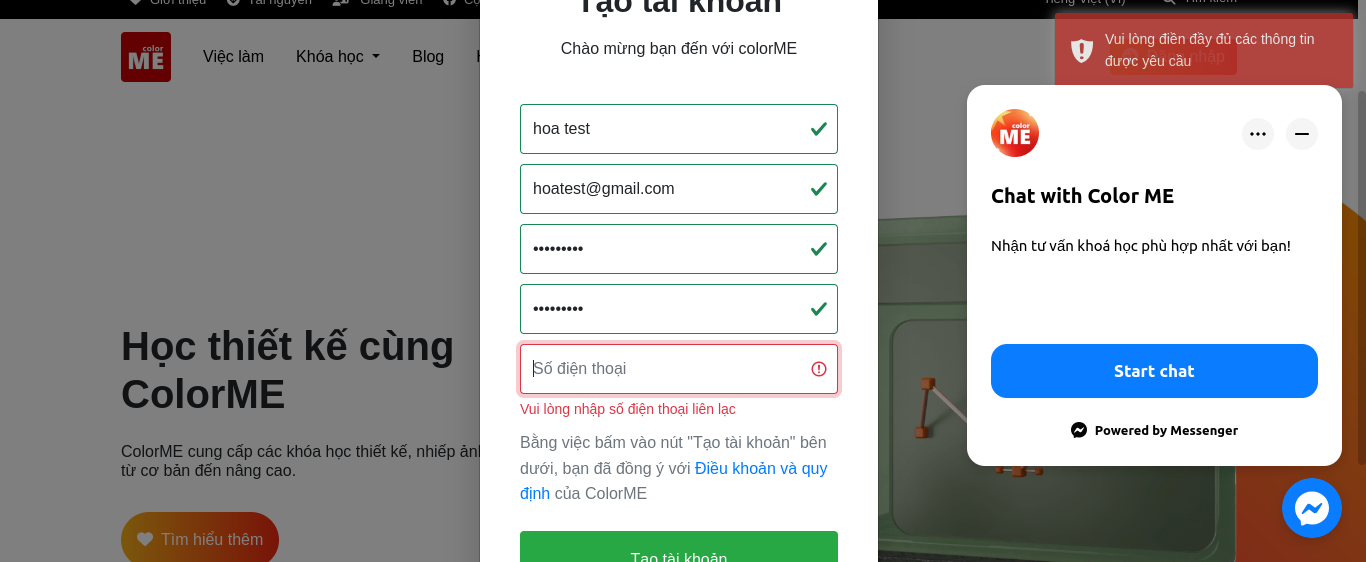 Giới thiệu
Tài nguyên
Giảng viên
Tiếng Việt (VI)
Tìm kiếm
color
ME
Việc làm
Khóa học
Blog
Tạo tài khoản
Chào mừng bạn đến với colorME
hoa test
hoatest@gmail.com
•••••••••
•••••••••
Số điện thoại
Vui lòng nhập số điện thoại liên lạc
Bằng việc bấm vào nút "Tạo tài khoản" bên
dưới, bạn đã đồng ý với Điều khoản và quy
định của ColorME
Tạo tài khoản
Học thiết kế cùng
ColorME
ColorME cung cấp các khóa học thiết kế, nhiếp ảnh
từ cơ bản đến nâng cao.
Tìm hiểu thêm
Vui lòng điền đầy đủ các thông tin
được yêu cầu
nhập
color
ME
Chat with Color ME
Nhận tư vấn khoá học phù hợp nhất với bạn!
Start chat
Powered by Messenger